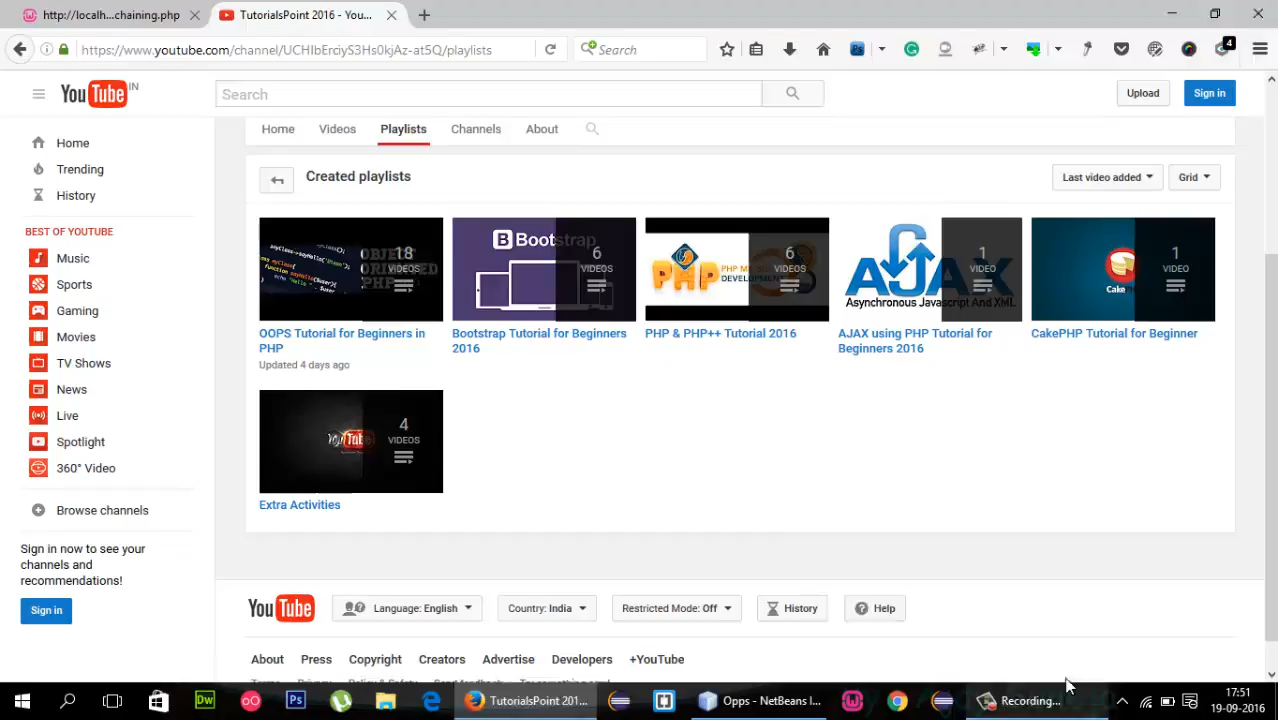 http://localh...chaining.php
TutorialsPoint 2016 - You...
https://www.youtube.com/channel/UCHIbErciyS3Hs0kjAz-at5Q/playlists
Search
4
YouTube IN
Search
Upload
Sign in
Home
Videos
Playlists
Channels
About
Home
Trending
History
BEST OF YOUTUBE
Music
Sports
Gaming
Movies
TV Shows
News
Live
Spotlight
360° Video
Browse channels
Sign in now to see your
channels and
recommendations!
Sign in
Created playlists
Last video added
Grid
18
VIDEOS
OOPS Tutorial for Beginners in
PHP
Updated 4 days ago
Bootstrap
6
VIDEOS
Bootstrap Tutorial for Beginners
2016
PHP
6
VIDEOS
PHP & PHP++ Tutorial 2016
AJAX
Asynchronous Javascript And XML
1
VIDEO
AJAX using PHP Tutorial for
Beginners 2016
Cake
1
VIDEO
CakePHP Tutorial for Beginner
YouTube
4
VIDEOS
Extra Activities
YouTube
Language: English
Country: India
Restricted Mode: Off
History
Help
About
Press
Copyright
Creators
Advertise
Developers
+YouTube
Dw
Ps
TutorialsPoint 201...
Opps - NetBeans I...
Recording...
17:51
19-09-2016